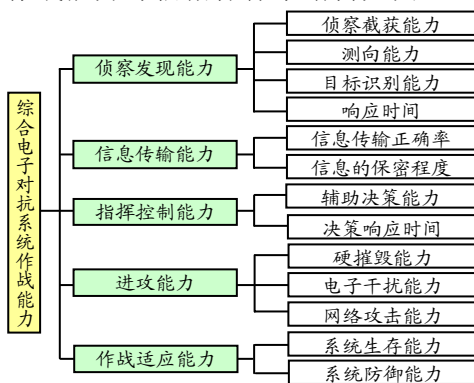 综合电子对抗系统作战能力
侦察发现能力
侦察截获能力
测向能力
目标识别能力
响应时间
信息传输能力
信息传输正确率
信息的保密程度
指挥控制能力
辅助决策能力
决策响应时间
进攻能力
硬摧毁能力
电子干扰能力
网络攻击能力
作战适应能力
系统生存能力
系统防御能力